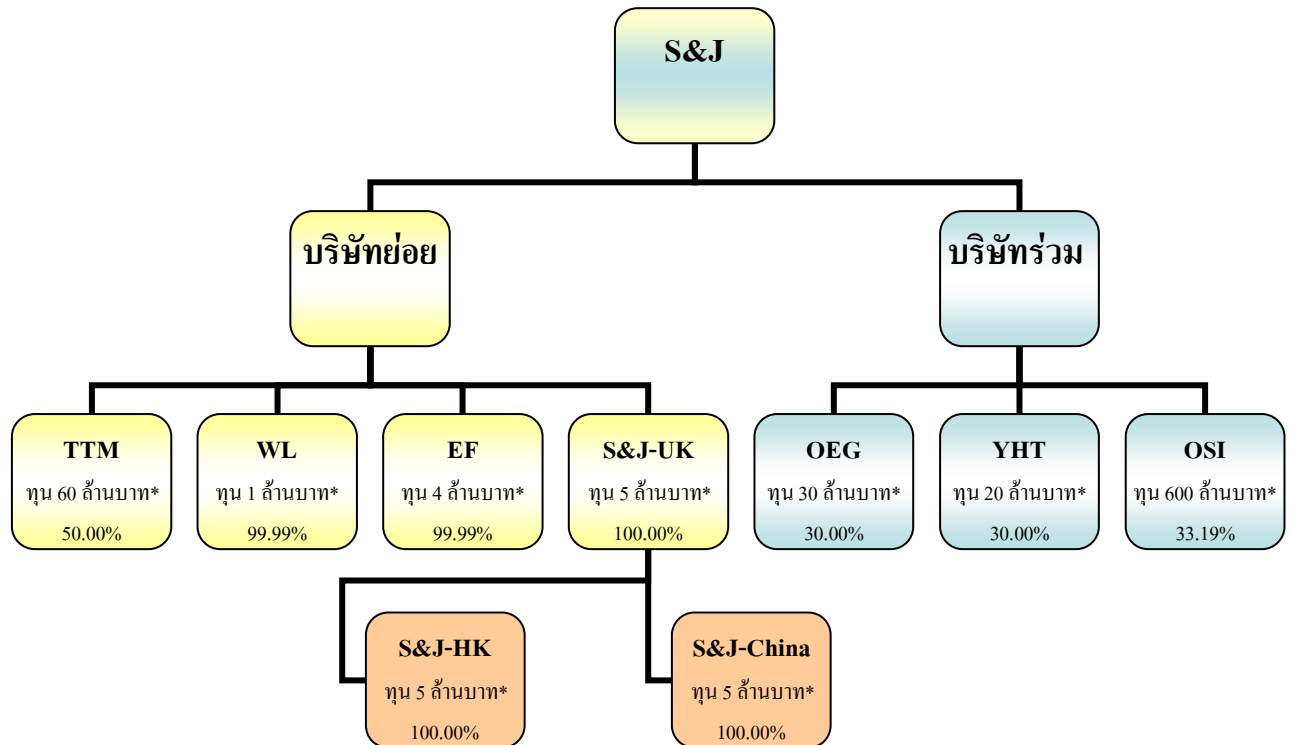 S&J
บริษัทย่อย
บริษัทร่วม
TTM
ทุน 60 ล้านบาท*
50.00%
WL
ทุน 1 ล้านบาท*
99.99%
EF
ทุน 4 ล้านบาท*
99.99%
S&J-UK
ทุน 5 ล้านบาท*
100.00%
OEG
ทุน 30 ล้านบาท*
30.00%
YHT
ทุน 20 ล้านบาท*
30.00%
OSI
ทุน 600 ล้านบาท*
33.19%
S&J-HK
ทุน 5 ล้านบาท*
100.00%
S&J-China
ทุน 5 ล้านบาท*
100.00%